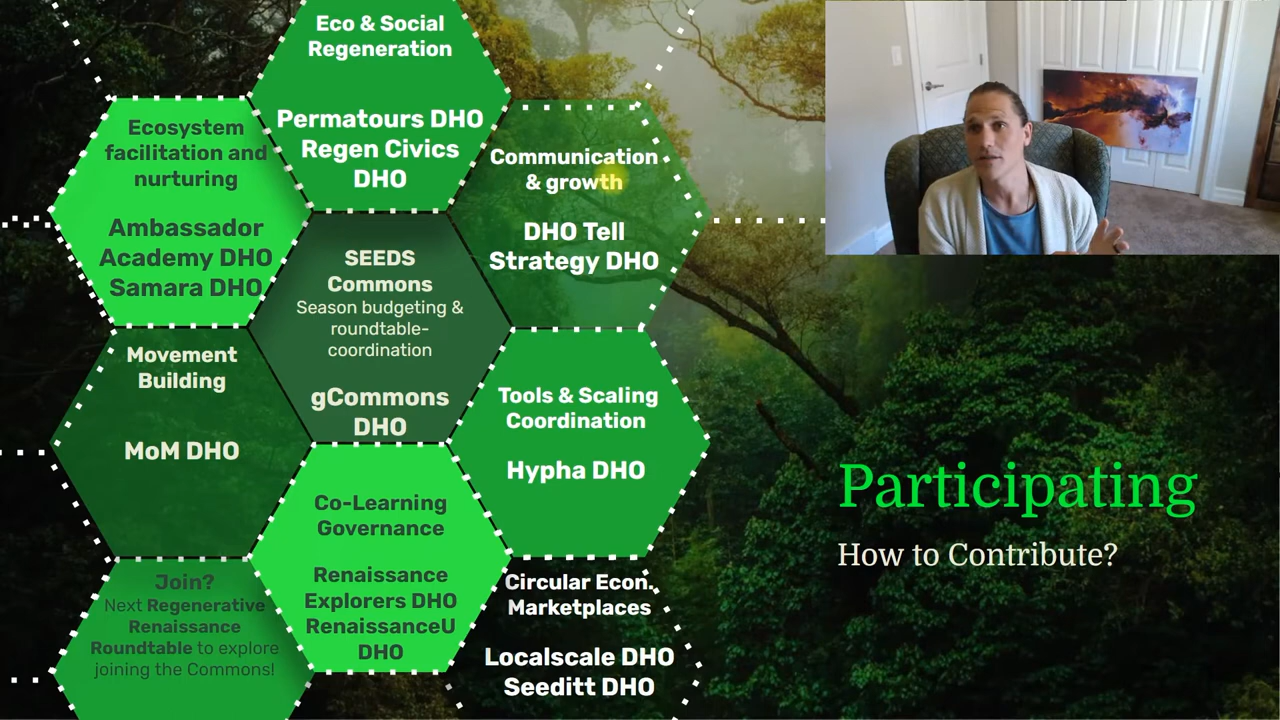 Eco & Social
Regeneration
Permatours DHO
Regen Civics
DHO
Ecosystem
facilitation and
nurturing
Ambassador
Academy DHO
Samara DHO
Communication
& growth
DHO Tell
Strategy DHO
SEEDS
Commons
Season budgeting &
roundtable-
coordination
gCommons
DHO
Movement
Building
MoM DHO
Tools & Scaling
Coordination
Hypha DHO
Co-Learning
Governance
Renaissance
Explorers DHO
RenaissanceU
DHO
Join?
Next Regenerative
Renaissance
Roundtable to explore
joining the Commons!
Circular Econ.
Marketplaces
Localscale DHO
Seeditt DHO
Participating
How to Contribute?